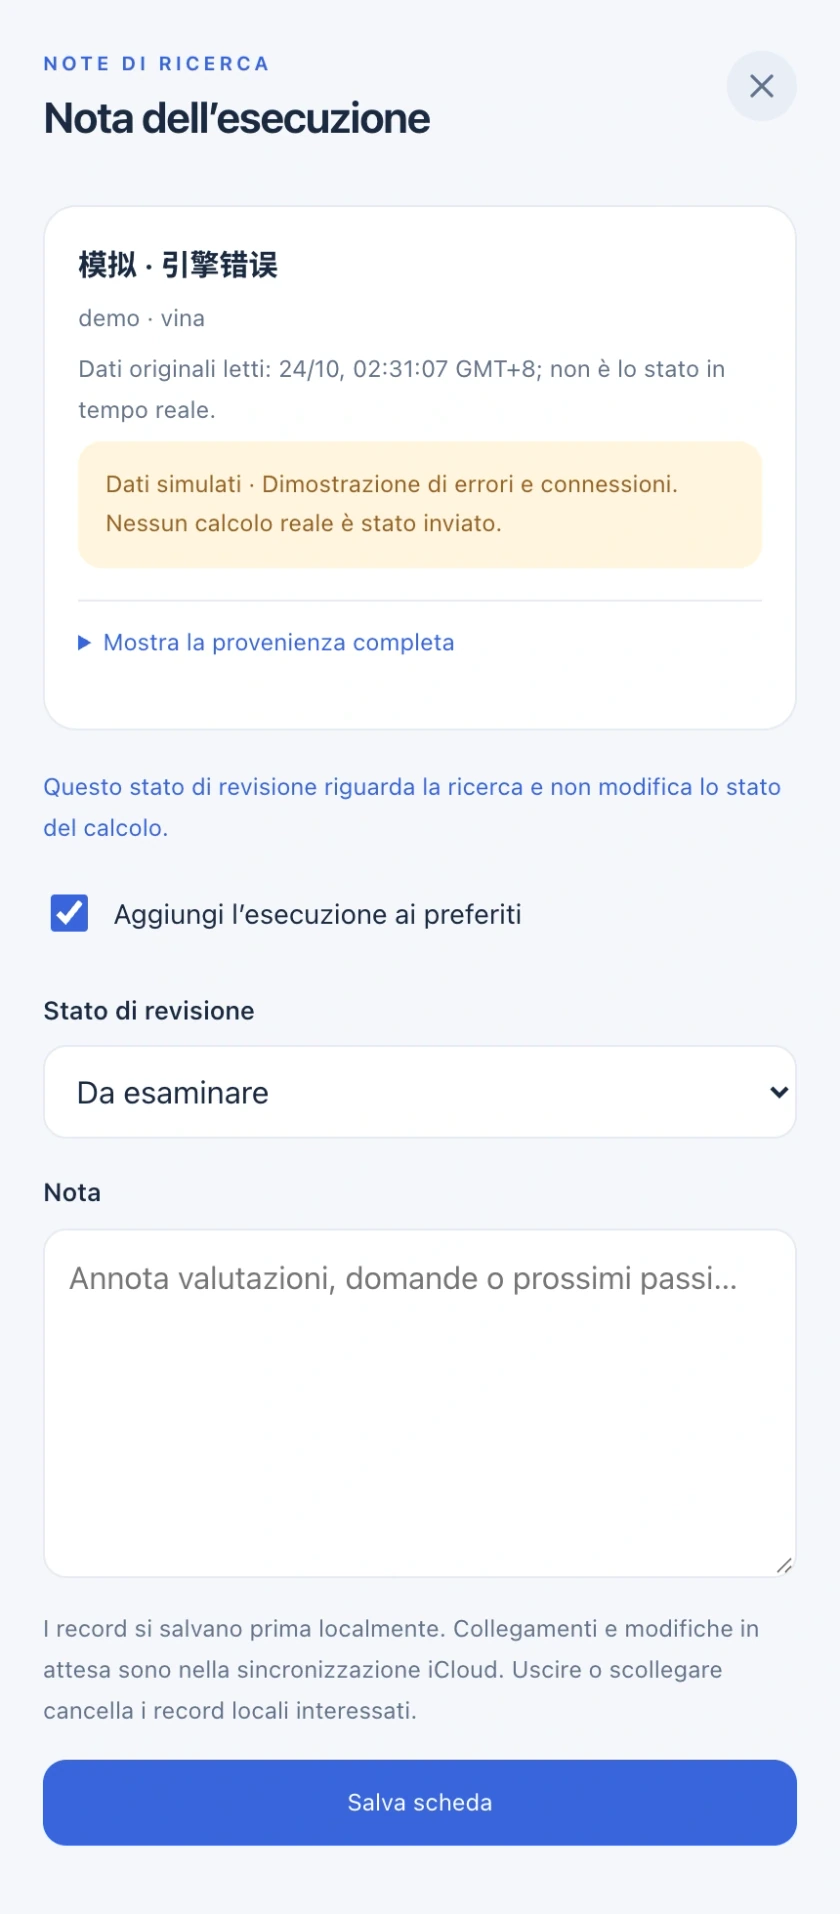 NOTE DI RICERCA
Nota dell’esecuzione
模拟 · 引擎错误
demo · vina
Dati originali letti: 24/10, 02:31:07 GMT+8; non è lo stato in
tempo reale.
Dati simulati · Dimostrazione di errori e connessioni.
Nessun calcolo reale è stato inviato.
Mostra la provenienza completa
Questo stato di revisione riguarda la ricerca e non modifica lo stato
del calcolo.
Aggiungi l’esecuzione ai preferiti
Stato di revisione
Da esaminare
Nota
Annota valutazioni, domande o prossimi passi...
I record si salvano prima localmente. Collegamenti e modifiche in
attesa sono nella sincronizzazione iCloud. Uscire o scollegare
cancella i record locali interessati.
Salva scheda